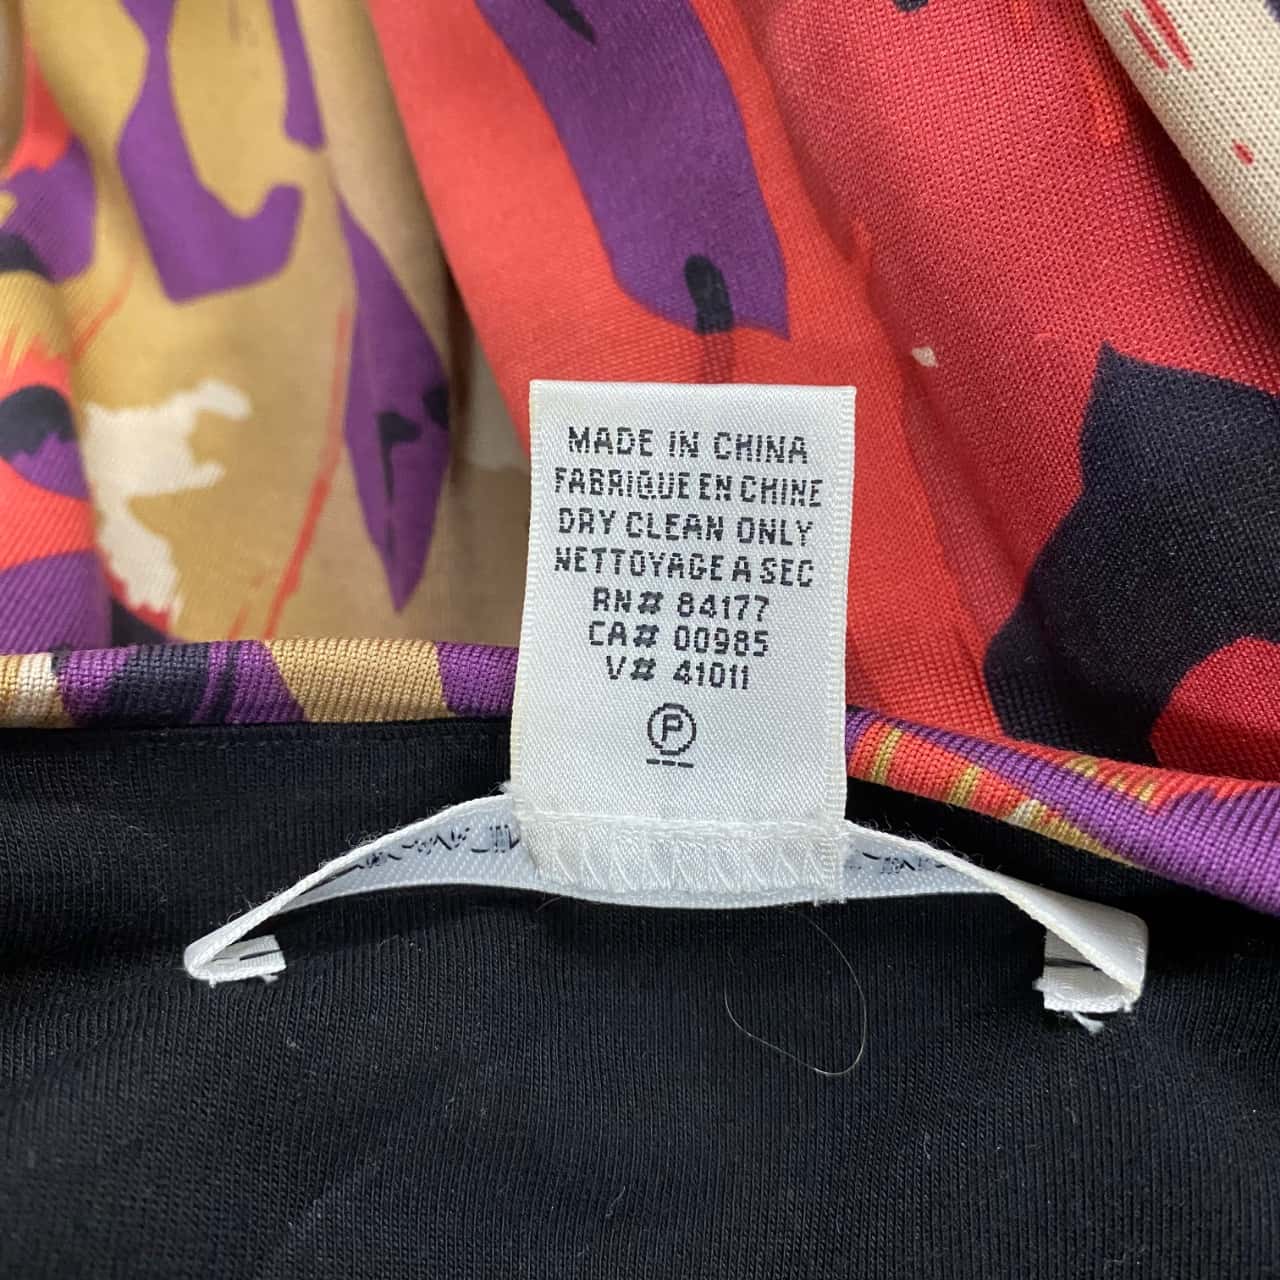 MADE IN CHINA
FABRIQUE EN CHINE
DRY CLEAN ONLY
NETTOYAGE A SEC
RN# 84177
CA# 00985
V# 41011
P